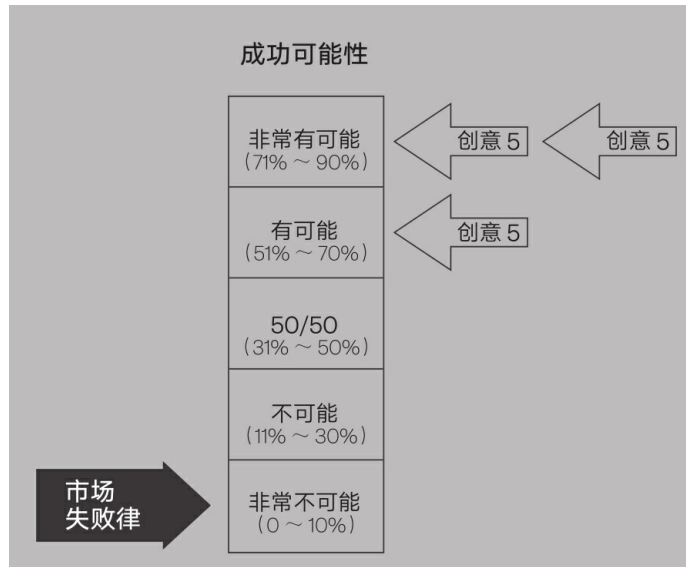 成功可能性
非常有可能
(71% ~ 90%)
创意 5
创意 5
有可能
(51% ~ 70%)
创意 5
50/50
(31% ~ 50%)
不可能
(11% ~ 30%)
市场
失败律
非常不可能
(0 ~ 10%)